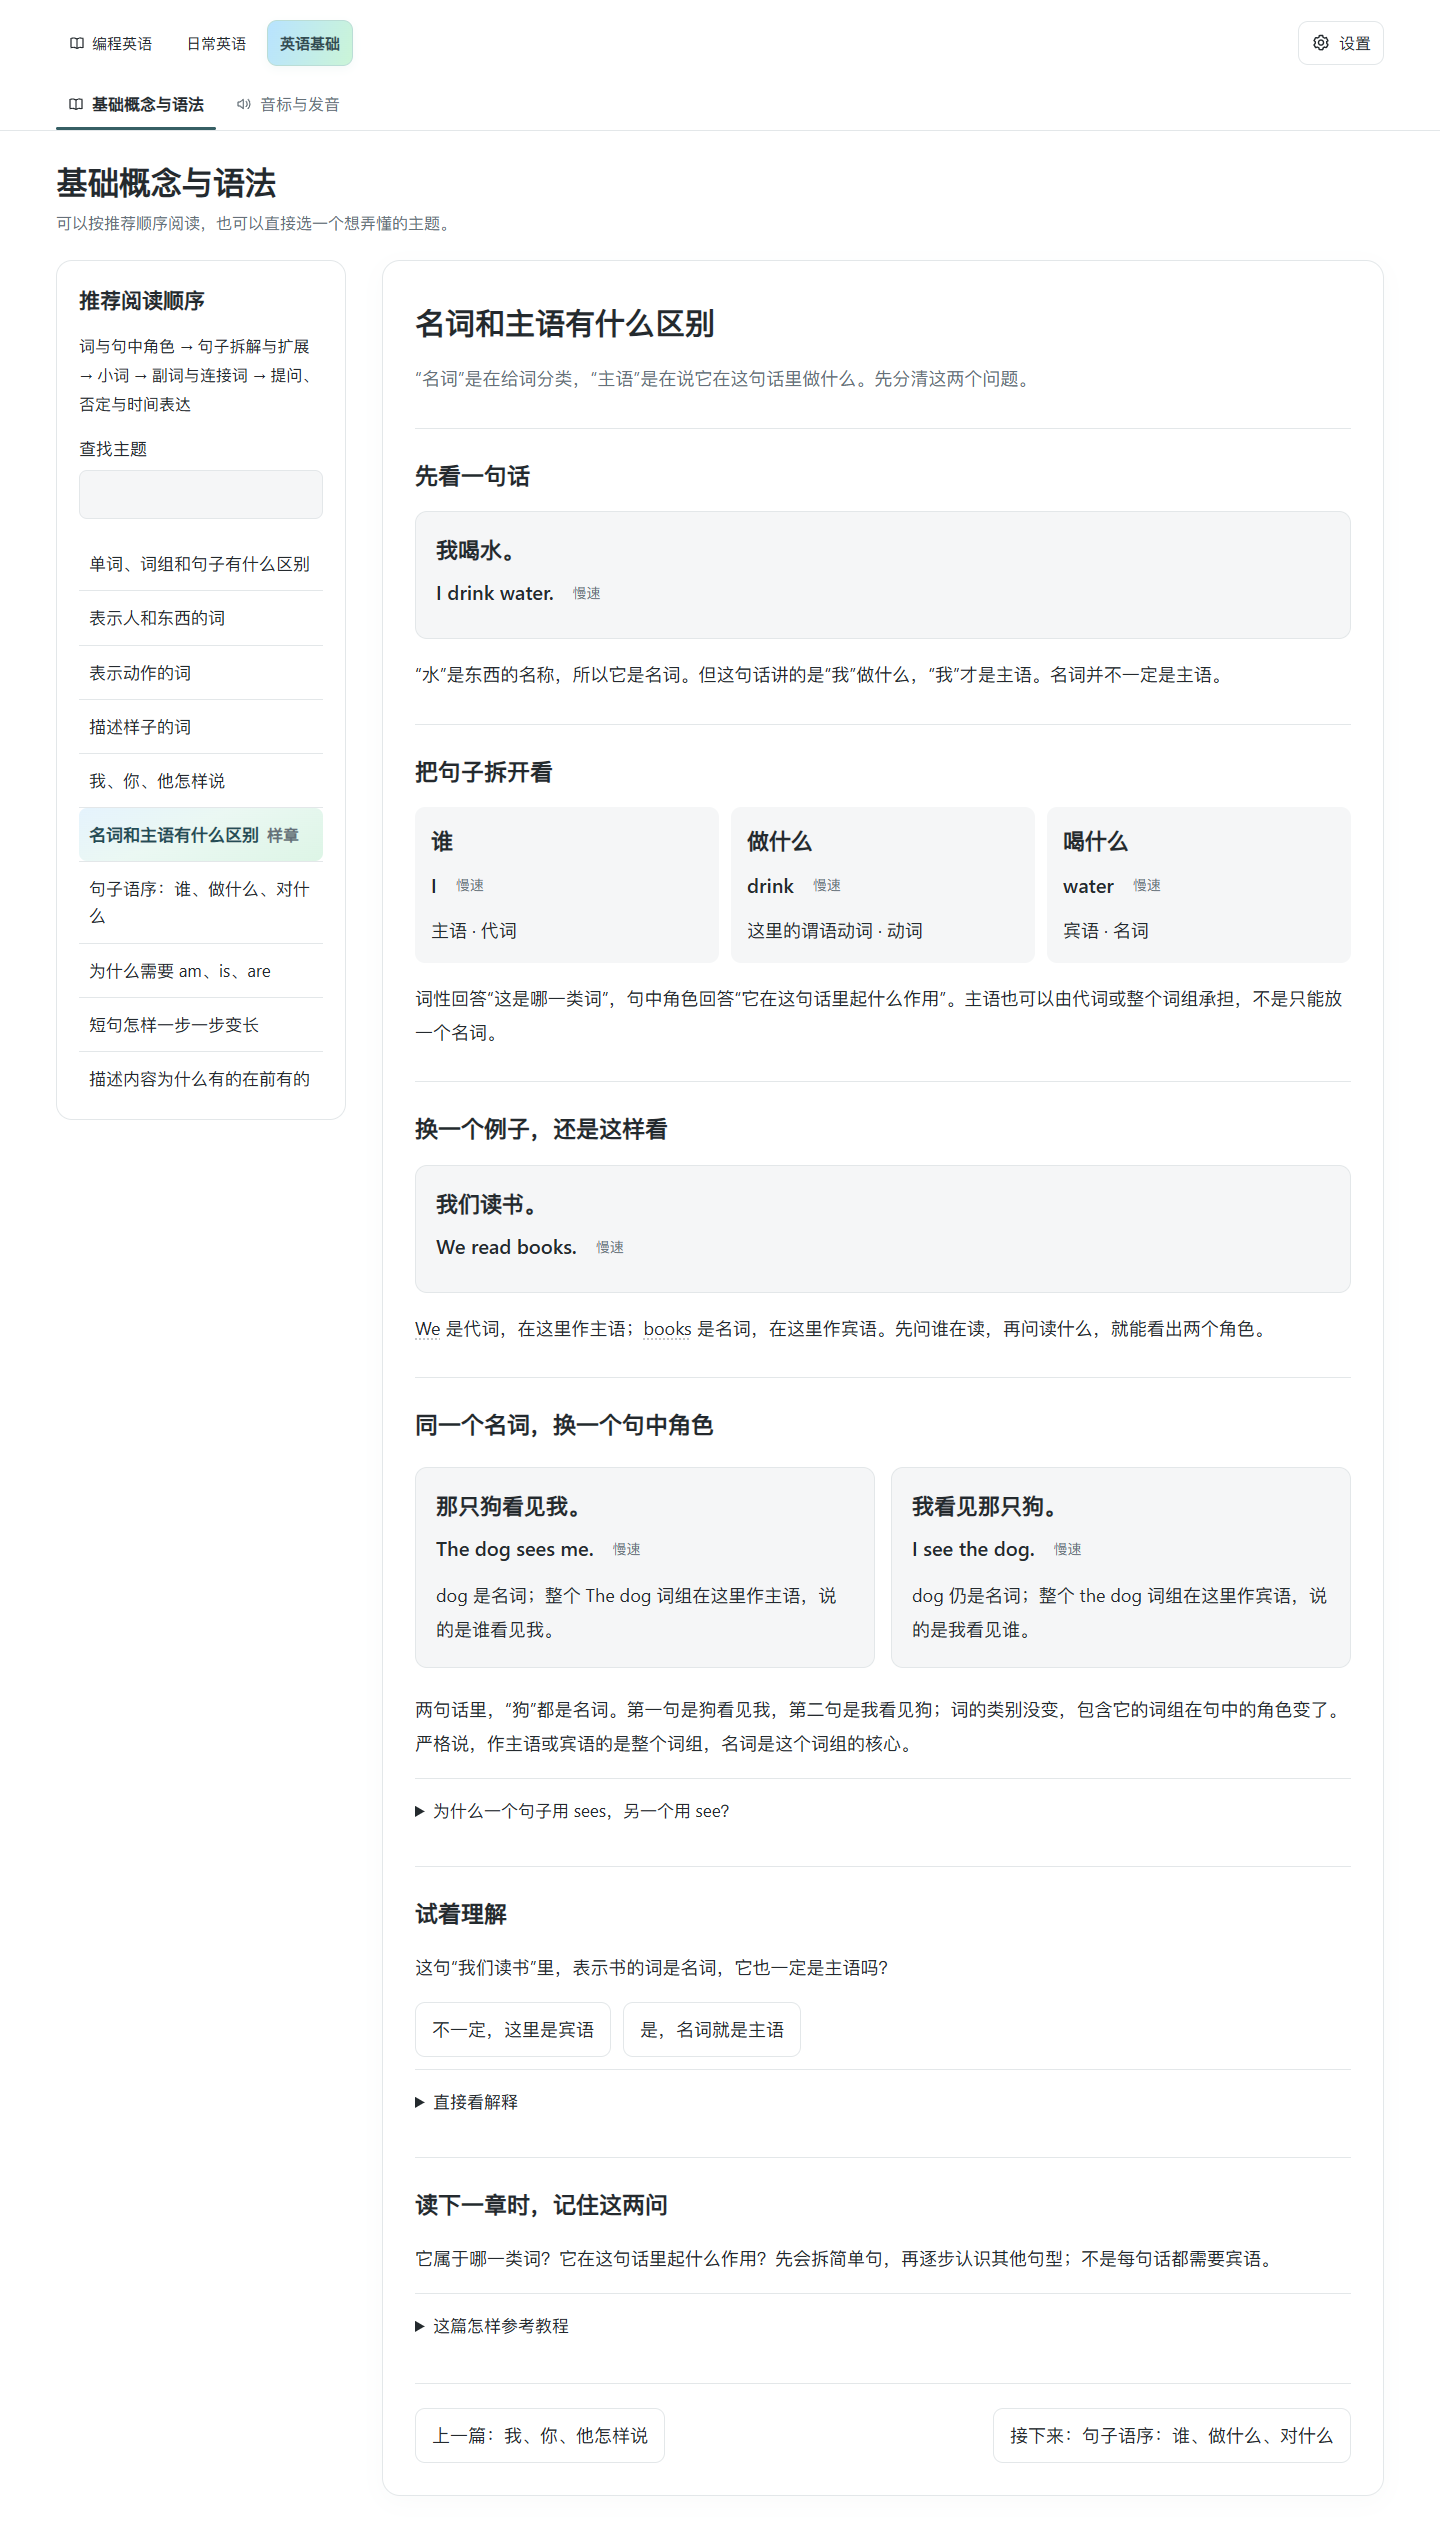 编程英语
日常英语
英语基础
设置
基础概念与语法
音标与发音
基础概念与语法
可以按推荐顺序阅读，也可以直接选一个想弄懂的主题。
推荐阅读顺序
词与句中角色 → 句子拆解与扩展
→ 小词 → 副词与连接词 → 提问、
否定与时间表达
查找主题
单词、词组和句子有什么区别
表示人和东西的词
表示动作的词
描述样子的词
我、你、他怎样说
名词和主语有什么区别 样章
句子语序：谁、做什么、对什
么
为什么需要 am、is、are
短句怎样一步一步变长
描述内容为什么有的在前有的
名词和主语有什么区别
“名词”是在给词分类，“主语”是在说它在这句话里做什么。先分清这两个问题。
先看一句话
我喝水。
I drink water. 慢速
“水”是东西的名称，所以它是名词。但这句话讲的是“我”做什么，“我”才是主语。名词并不一定是主语。
把句子拆开看
谁
I 慢速
主语 · 代词
做什么
drink 慢速
这里的谓语动词 · 动词
喝什么
water 慢速
宾语 · 名词
词性回答“这是哪一类词”，句中角色回答“它在这句话里起什么作用”。主语也可以由代词或整个词组承担，不是只能放
一个名词。
换一个例子，还是这样看
我们读书。
We read books. 慢速
We 是代词，在这里作主语；books 是名词，在这里作宾语。先问谁在读，再问读什么，就能看出两个角色。
同一个名词，换一个句中角色
那只狗看见我。
The dog sees me. 慢速
dog 是名词；整个 The dog 词组在这里作主语，说
的是谁看见我。
我看见那只狗。
I see the dog. 慢速
dog 仍是名词；整个 the dog 词组在这里作宾语，说
的是我看见谁。
两句话里，“狗”都是名词。第一句是狗看见我，第二句是我看见狗；词的类别没变，包含它的词组在句中的角色变了。
严格说，作主语或宾语的是整个词组，名词是这个词组的核心。
▶ 为什么一个句子用 sees，另一个用 see？
试着理解
这句“我们读书”里，表示书的词是名词，它也一定是主语吗？
不一定，这里是宾语
是，名词就是主语
▶ 直接看解释
读下一章时，记住这两问
它属于哪一类词？它在这句话里起什么作用？先会拆简单句，再逐步认识其他句型；不是每句话都需要宾语。
▶ 这篇怎样参考教程
上一篇：我、你、他怎样说
接下来：句子语序：谁、做什么、对什么